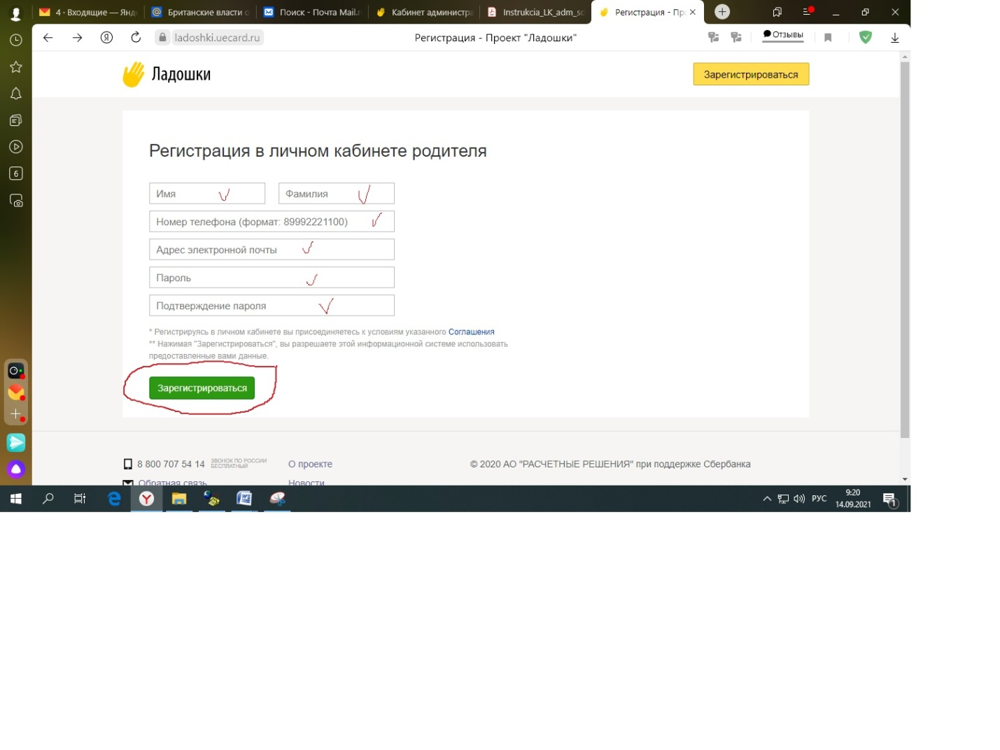 4 · Входящие — Янд
Британские власти о
Поиск - Почта Mail.
Кабинет администра
Instrukcia_LK_adm_sc
Регистрация - Пр
Я
ladoshki.uecard.ru
Регистрация - Проект "Ладошки"
Отзывы
Ладошки
Зарегистрироваться
6
Регистрация в личном кабинете родителя
Имя
Фамилия
Номер телефона (формат: 89992221100)
Адрес электронной почты
Пароль
Подтверждение пароля
* Регистрируясь в личном кабинете вы присоединяетесь к условиям указанного Соглашения
** Нажимая "Зарегистрироваться", вы разрешаете этой информационной системе использовать
предоставленные вами данные.
Зарегистрироваться
8 800 707 54 14
ЗВОНОК ПО РОССИИ
БЕСПЛАТНЫЙ
О проекте
© 2020 АО "РАСЧЕТНЫЕ РЕШЕНИЯ" при поддержке Сбербанка
Обратная связь
Новости
РУС
9:20
14.09.2021
1